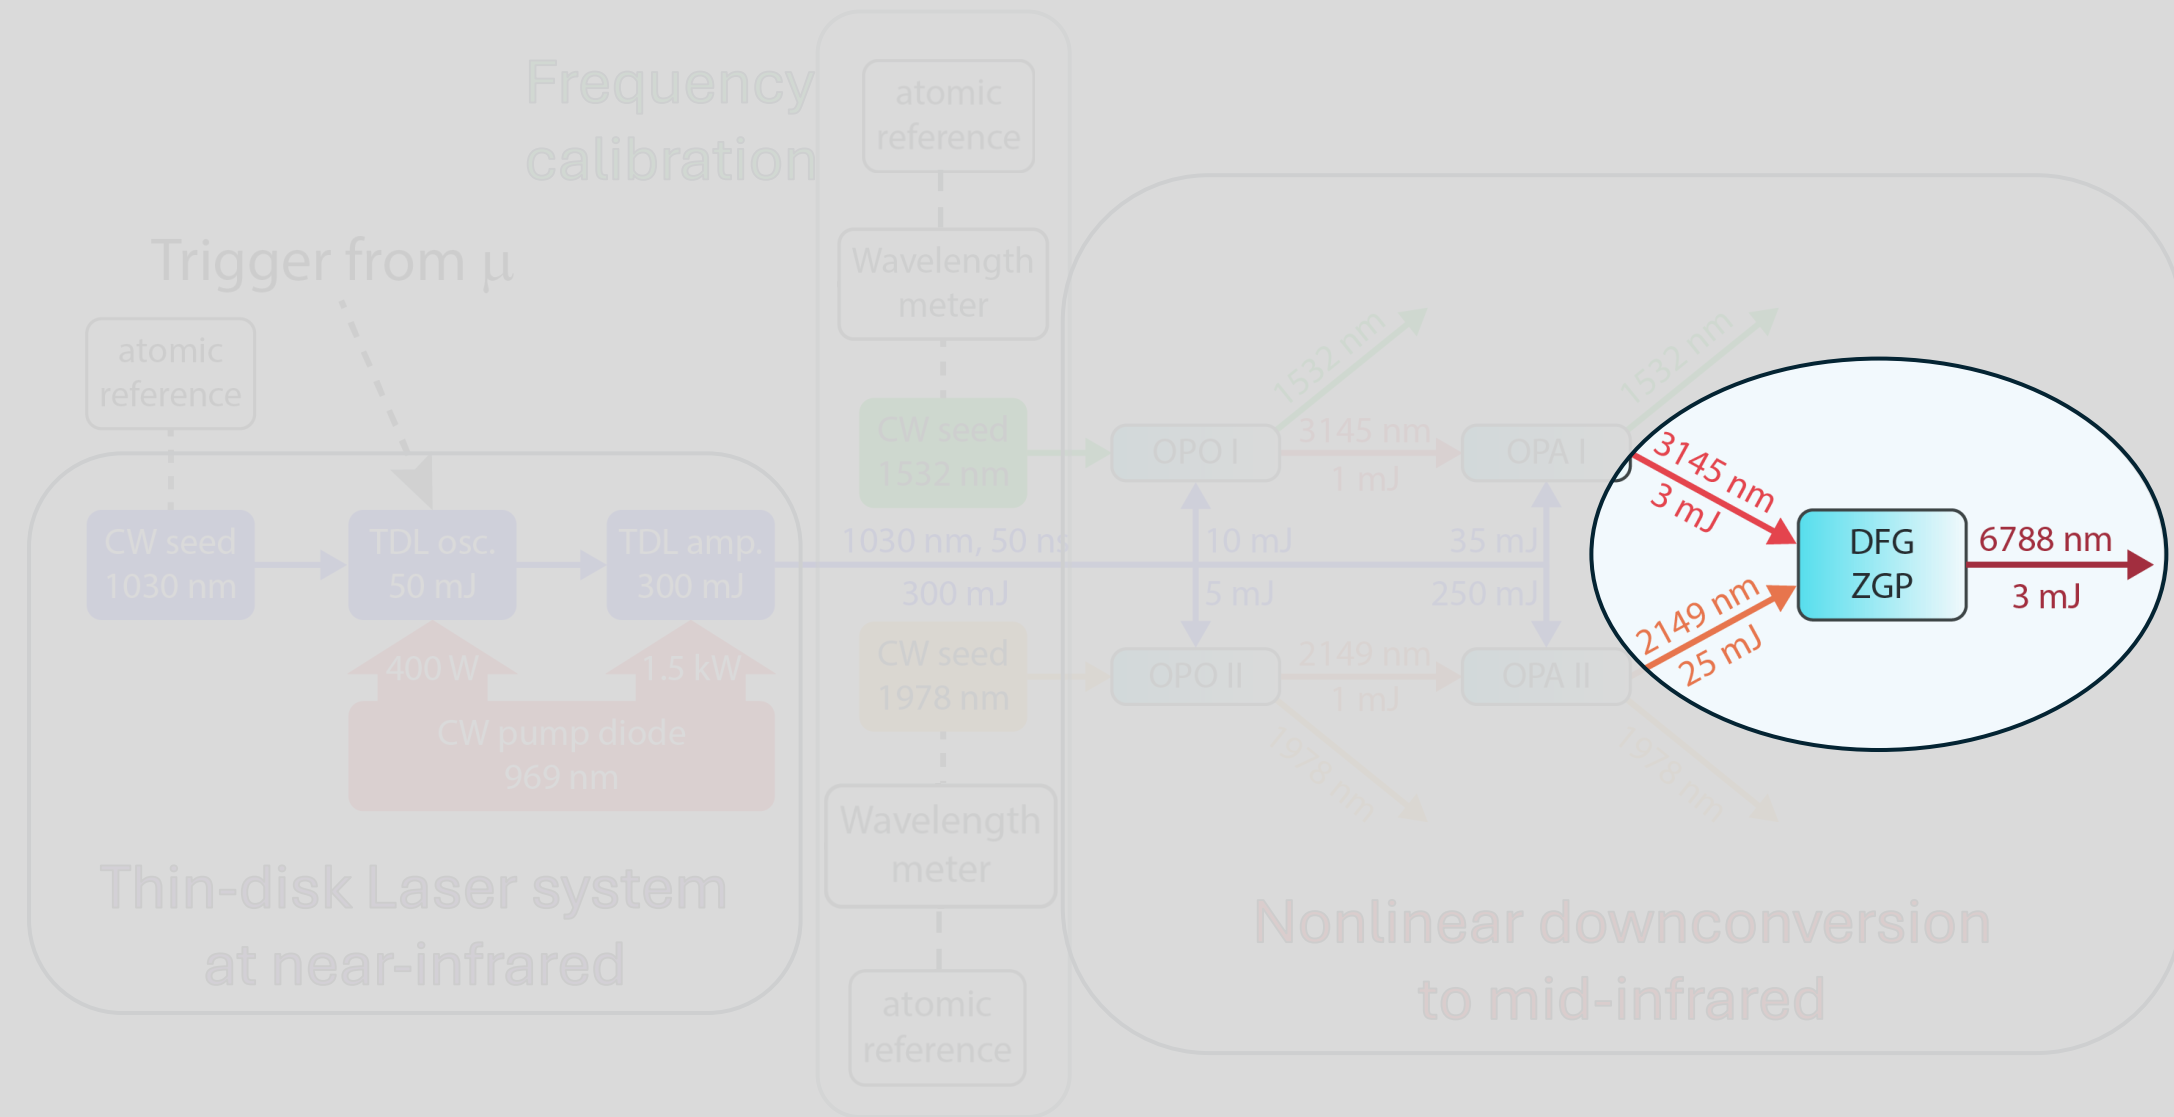 Frequency
calibration
atomic
reference
Wavelength
meter
Trigger from μ
atomic
reference
CW seed
1532 nm
OPO I
1532 nm
3145 nm
1 mJ
OPA I
1532 nm
3145 nm
3 mJ
CW seed
1030 nm
TDL osc.
50 mJ
TDL amp.
300 mJ
1030 nm, 50 ns
300 mJ
10 mJ
5 mJ
35 mJ
250 mJ
DFG
ZGP
6788 nm
3 mJ
2149 nm
25 mJ
400 W
1.5 kW
CW pump diode
969 nm
CW seed
1978 nm
OPO II
2149 nm
1 mJ
OPA II
1978 nm
1978 nm
Wavelength
meter
atomic
reference
Thin-disk Laser system
at near-infrared
Nonlinear downconversion
to mid-infrared